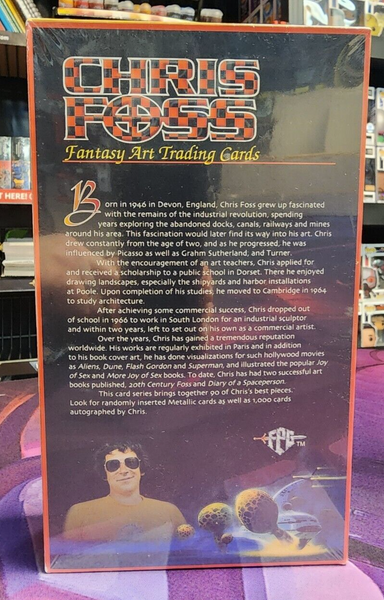 CHRIS
FOSS
Fantasy Art Trading Cards
Born in 1946 in Devon, England, Chris Foss grew up fascinated
with the remains of the industrial revolution, spending
years exploring the abandoned docks, canals, railways and mines
around his area. This fascination would later find its way into his art. Chris
drew constantly from the age of two, and as he progressed, he was
influenced by Picasso as well as Grahm Sutherland, and Turner.
With the encouragement of an art teachers, Chris applied for
and received a scholarship to a public school in Dorset. There he enjoyed
drawing landscapes, especially the shipyards and harbor installations
at Poole. Upon completion of his studies, he moved to Cambridge in 1964
to study architecture.
After achieving some commercial success, Chris dropped out
of school in 1966 to work in South London for an industrial sculptor
and within two years, left to set out on his own as a commercial artist.
Over the years, Chris has gained a tremendous reputation
worldwide. His works are regularly exhibited in Paris and in addition
to his book cover art, he has done visualizations for such hollywood movies
as Aliens, Dune, Flash Gordon and Superman, and illustrated the popular Joy
of Sex and More Joy of Sex books. To date, Chris has had two successful art
books published, 20th Century Foss and Diary of a Spaceperson.
This card series brings together 90 of Chris's best pieces.
Look for randomly inserted Metallic cards as well as 1,000 cards
autographed by Chris.
FPG TM
HERE!